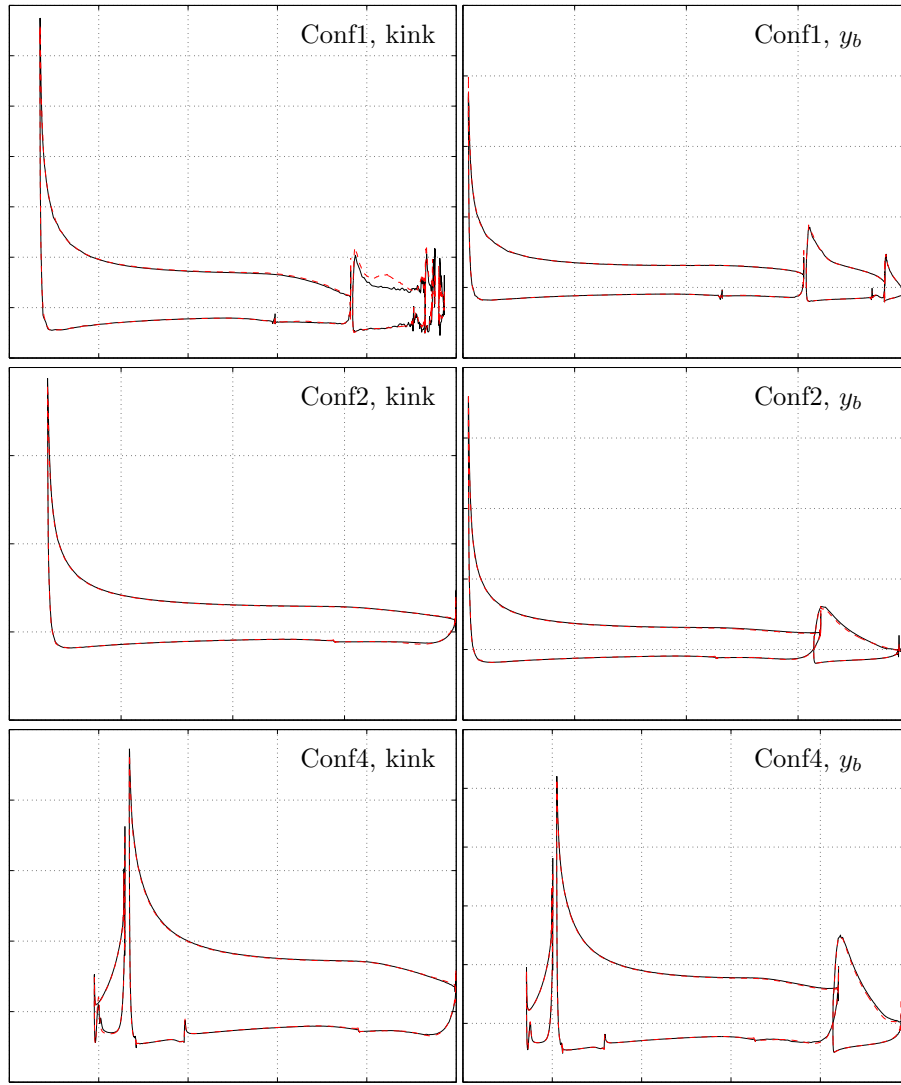 Conf1, kink
Conf1, y_b
Conf2, kink
Conf2, y_b
Conf4, kink
Conf4, y_b